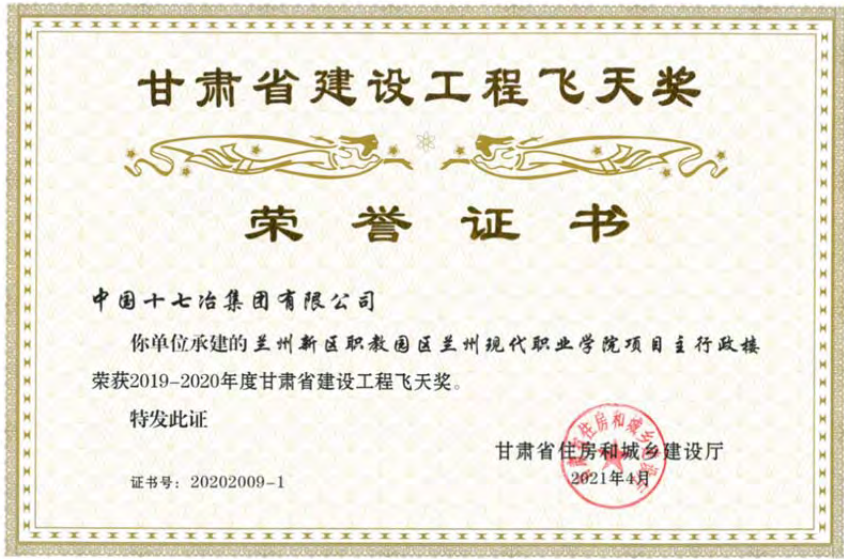 甘肃省建设工程飞天奖
荣誉证书
中国十七冶集团有限公司
你单位承建的兰州新区职教园区兰州现代职业学院项目主行政楼
荣获2019-2020年度甘肃省建设工程飞天奖。
特发此证
甘肃省住房和城乡建设厅
2021年4月
证书号：20202009-1